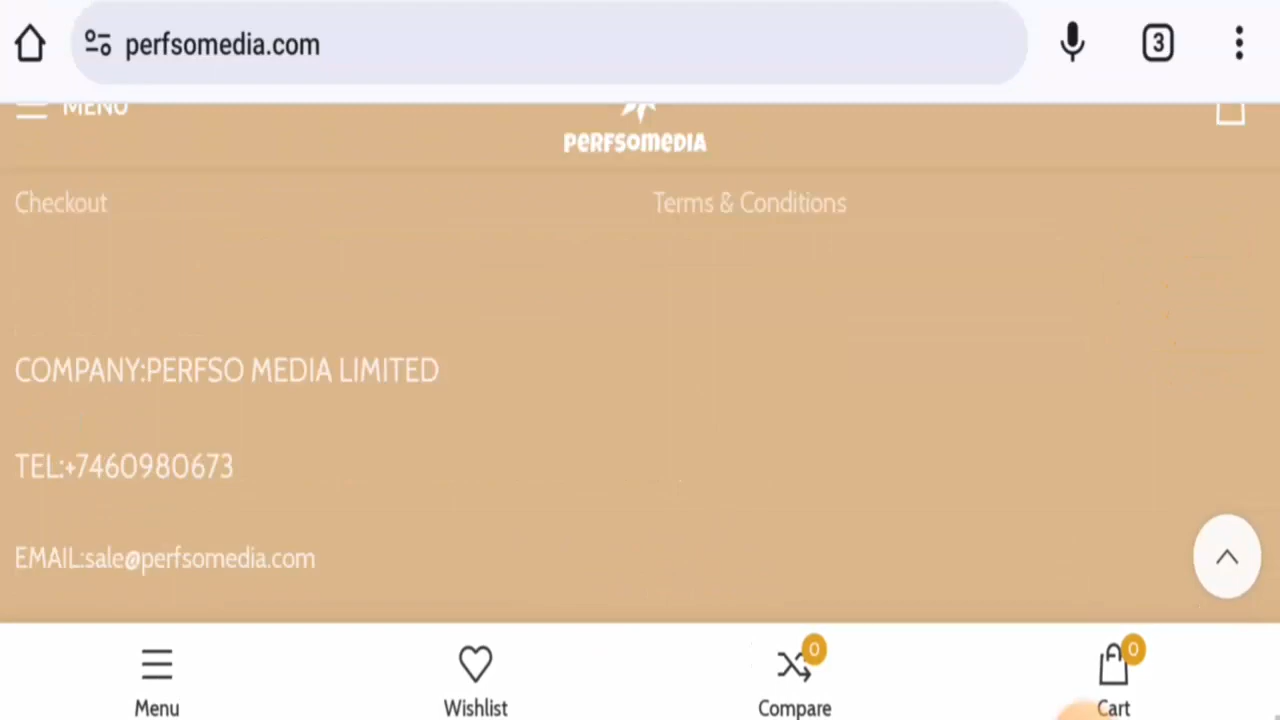 perfsomedia.com
3
MENU
PERFSOMEDIA
Checkout
Terms & Conditions
COMPANY:PERFSO MEDIA LIMITED
TEL:+7460980673
EMAIL:sale@perfsomedia.com
0
0
Menu
Wishlist
Compare
Cart